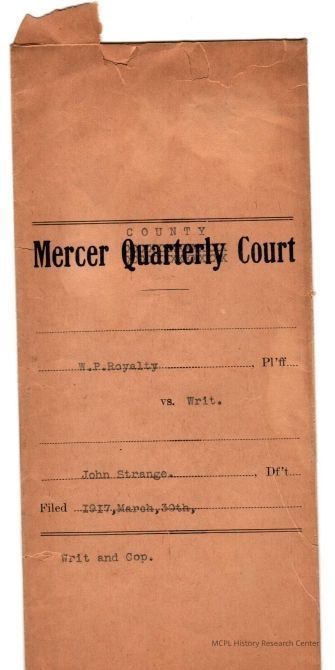 COUNTY
Mercer Quarterly Court
W.P.Royalty Pl'ff
vs. Writ.
John Strange. Df't
Filed 1917,March,30th,
Writ and Cop.
MCPL History Research Center